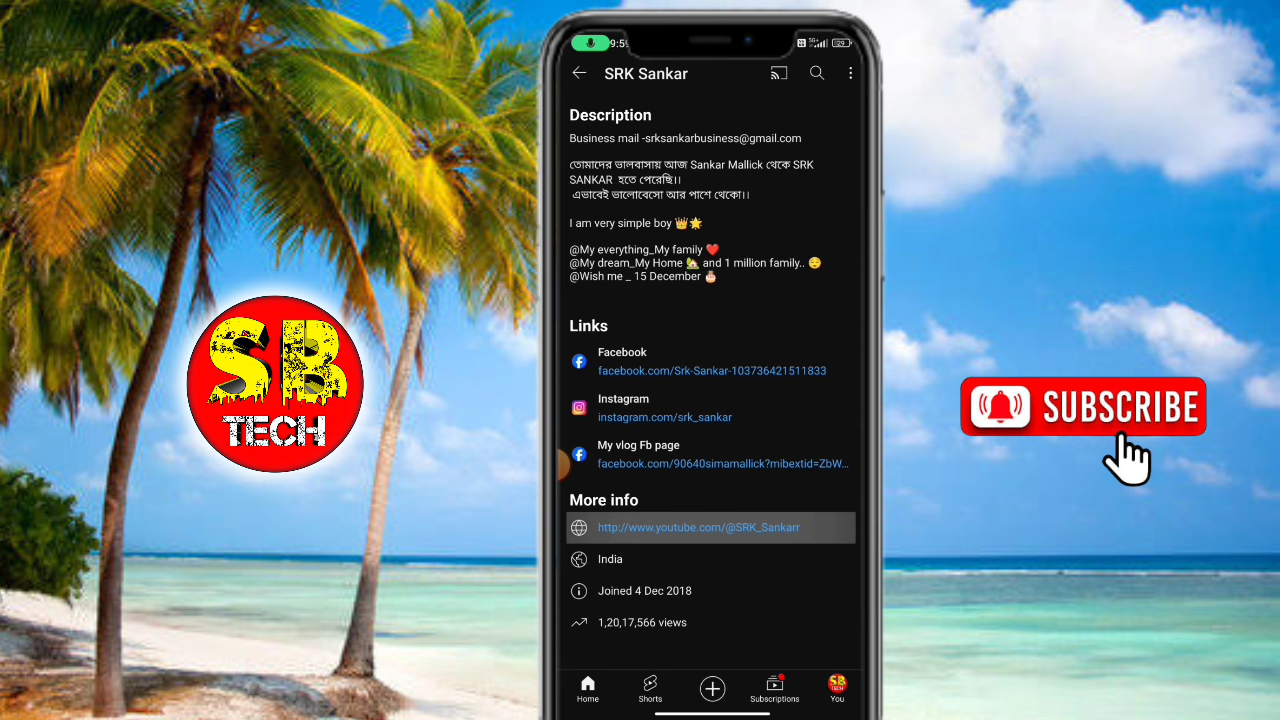 9:59
SRK Sankar
Description
Business mail -srksankarbusiness@gmail.com
তোমাদের ভালবাসায় আজ Sankar Mallick থেকে SRK
SANKAR হতে পেরেছি।।
এভাবেই ভালোবেসো আর পাশে থেকো।।
I am very simple boy 👑🌟
@My everything_My family ❤️
@My dream_My Home 🏡 and 1 million family.. 😌
@Wish me _ 15 December 🎂
Links
Facebook
facebook.com/Srk-Sankar-103736421511833
Instagram
instagram.com/srk_sankar
My vlog Fb page
facebook.com/90640simamallick?mibextid=ZbW...
More info
http://www.youtube.com/@SRK_Sankarr
India
Joined 4 Dec 2018
1,20,17,566 views
Home
Shorts
Subscriptions
You
SB
TECH
SUBSCRIBE